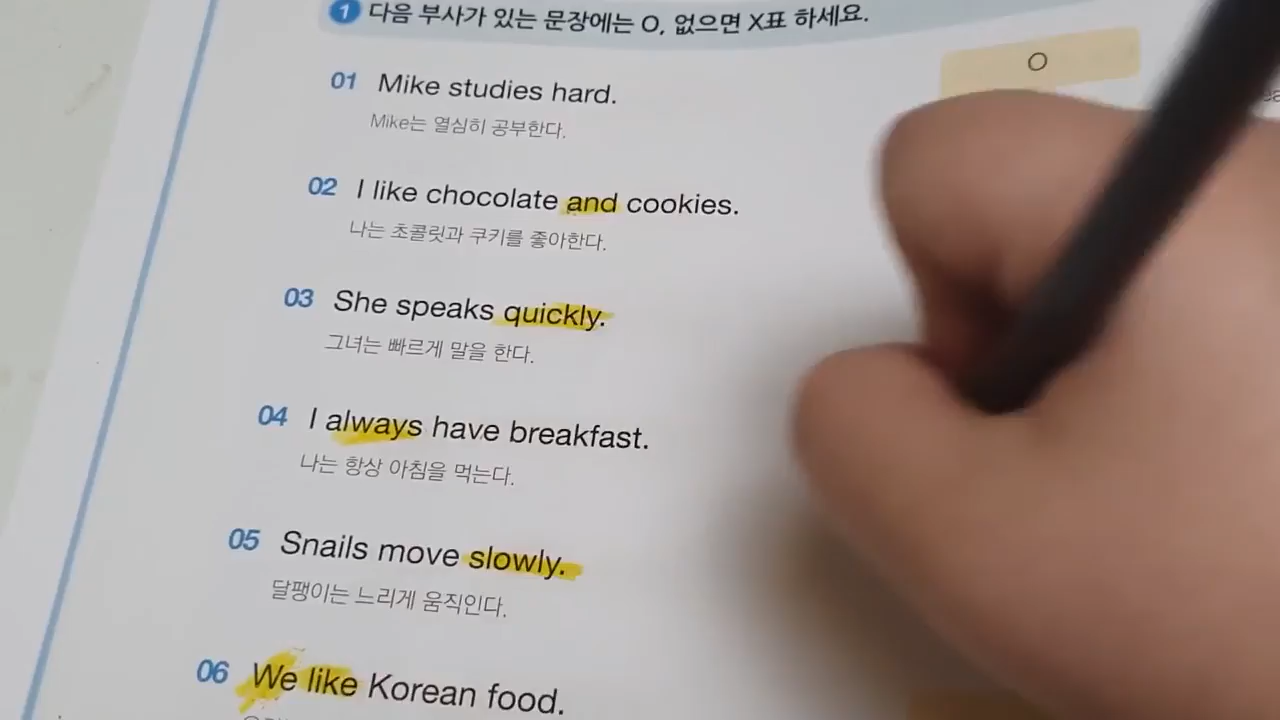 1 다음 부사가 있는 문장에는 O, 없으면 X표 하세요.
O
01 Mike studies hard.
Mike는 열심히 공부한다.
02 I like chocolate and cookies.
나는 초콜릿과 쿠키를 좋아한다.
03 She speaks quickly.
그녀는 빠르게 말을 한다.
04 I always have breakfast.
나는 항상 아침을 먹는다.
05 Snails move slowly.
달팽이는 느리게 움직인다.
06 We like Korean food.